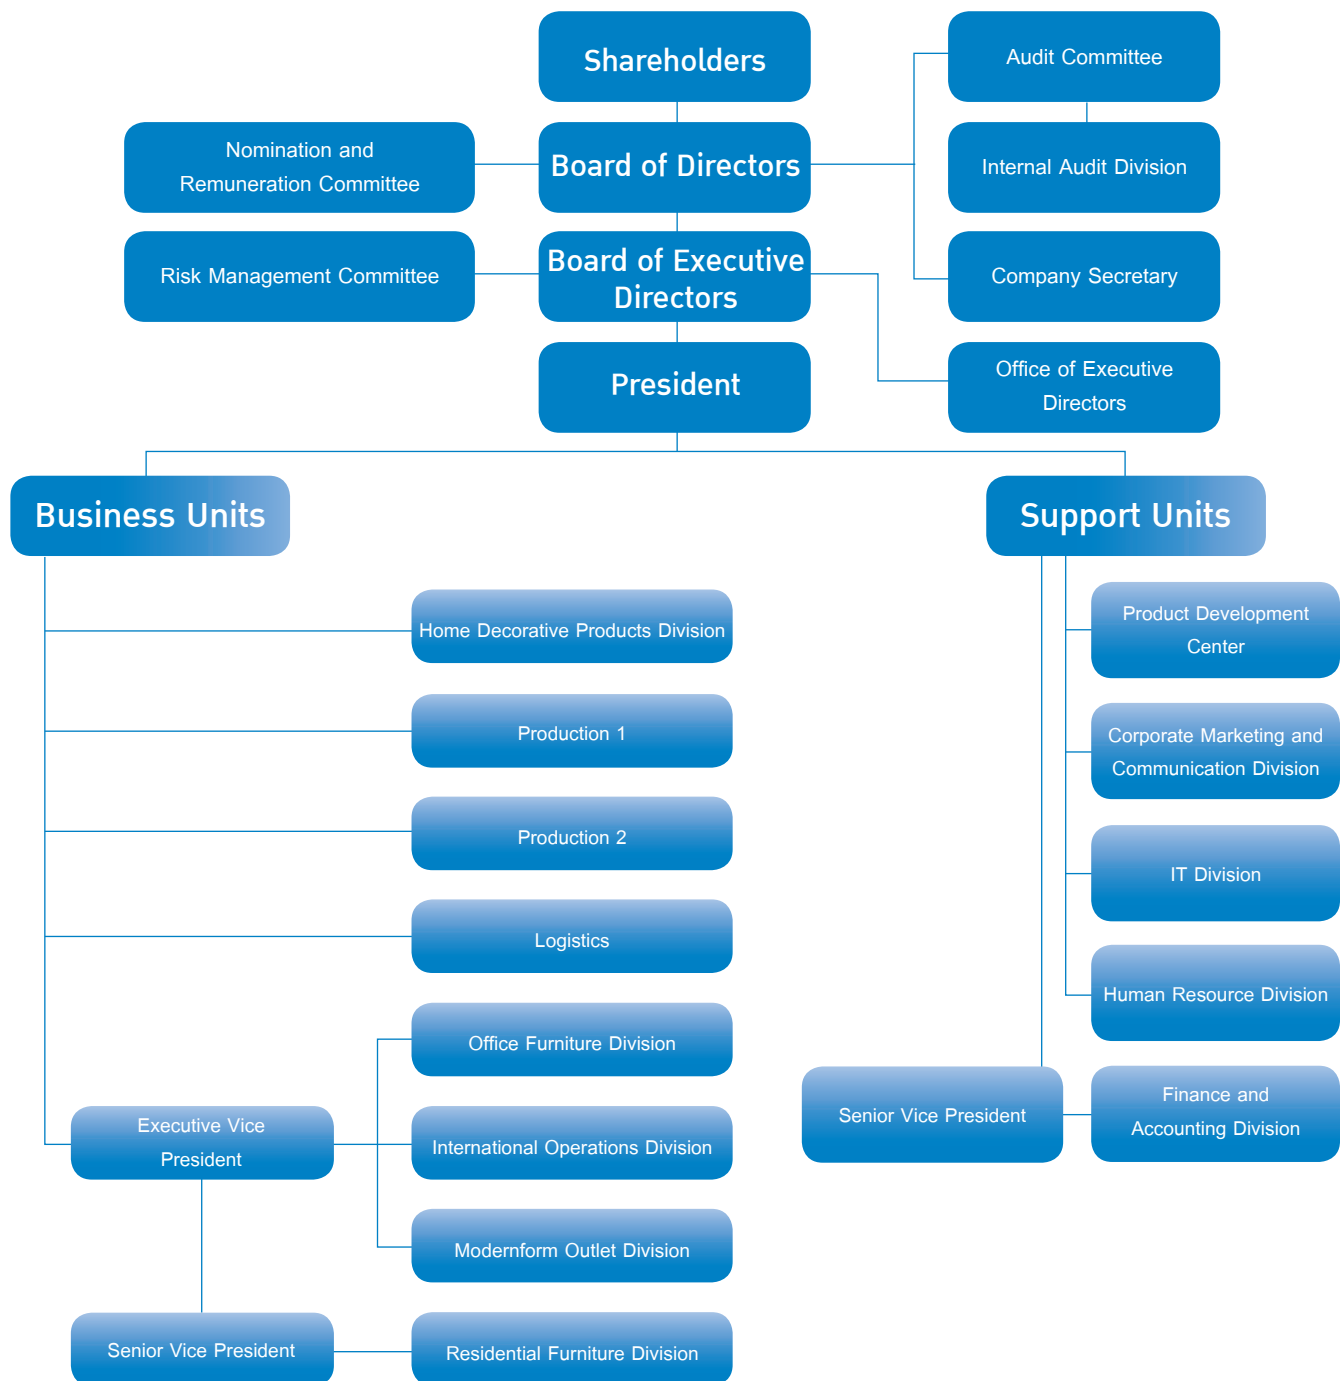 Shareholders
Audit Committee
Nomination and
Remuneration Committee
Board of Directors
Internal Audit Division
Risk Management Committee
Board of Executive
Directors
Company Secretary
President
Office of Executive
Directors
Business Units
Support Units
Home Decorative Products Division
Production 1
Production 2
Logistics
Office Furniture Division
Executive Vice
President
International Operations Division
Modernform Outlet Division
Senior Vice President
Residential Furniture Division
Product Development
Center
Corporate Marketing and
Communication Division
IT Division
Human Resource Division
Senior Vice President
Finance and
Accounting Division